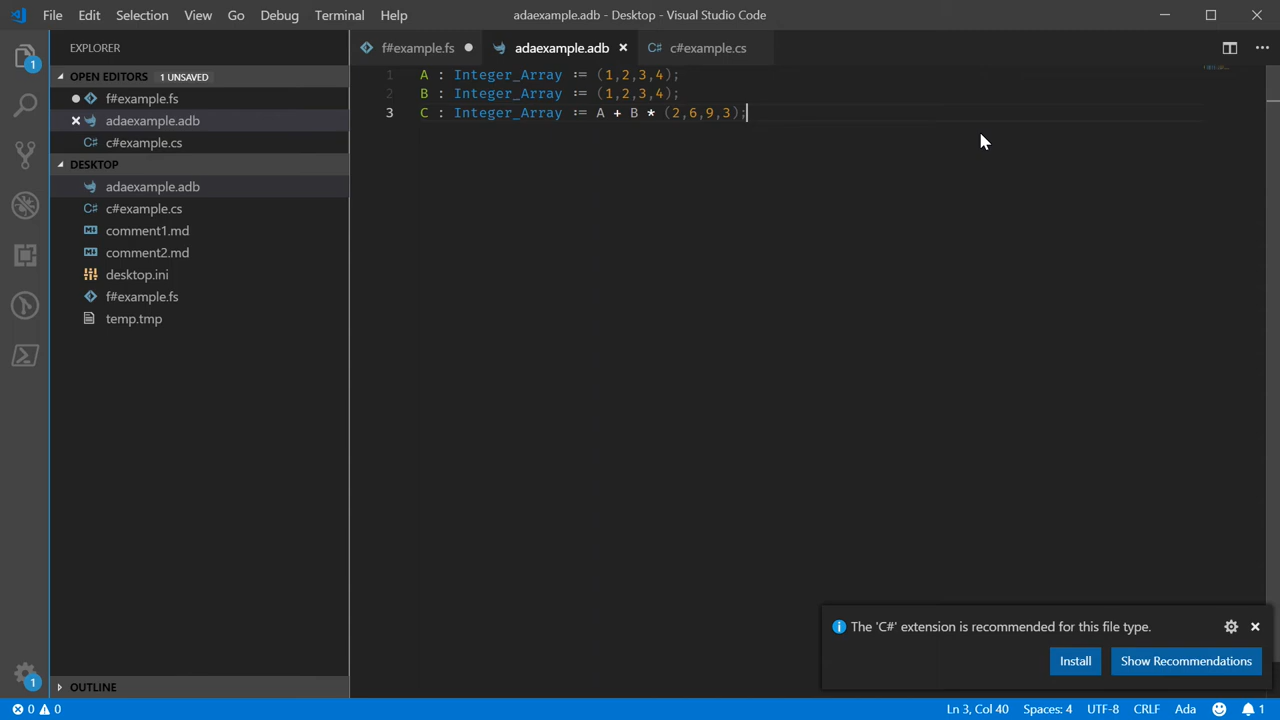 File Edit Selection View Go Debug Terminal Help
adaexample.adb - Desktop - Visual Studio Code
EXPLORER
f#example.fs
adaexample.adb
c#example.cs
OPEN EDITORS 1 UNSAVED
f#example.fs
adaexample.adb
c#example.cs
DESKTOP
adaexample.adb
c#example.cs
comment1.md
comment2.md
desktop.ini
f#example.fs
temp.tmp
OUTLINE
1 A : Integer_Array := (1,2,3,4);
2 B : Integer_Array := (1,2,3,4);
3 C : Integer_Array := A + B * (2,6,9,3);
The 'C#' extension is recommended for this file type.
Install
Show Recommendations
1
1
0 0
Ln 3, Col 40 Spaces: 4 UTF-8 CRLF Ada 1